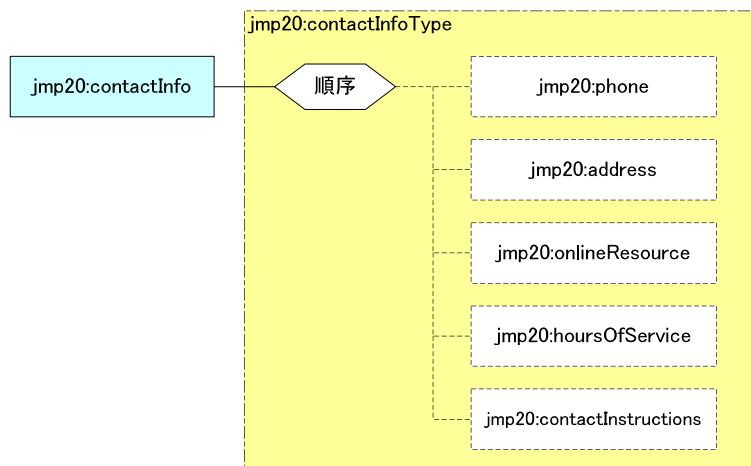 jmp20:contactInfoType
jmp20:contactInfo
順序
jmp20:phone
jmp20:address
jmp20:onlineResource
jmp20:hoursOfService
jmp20:contactInstructions